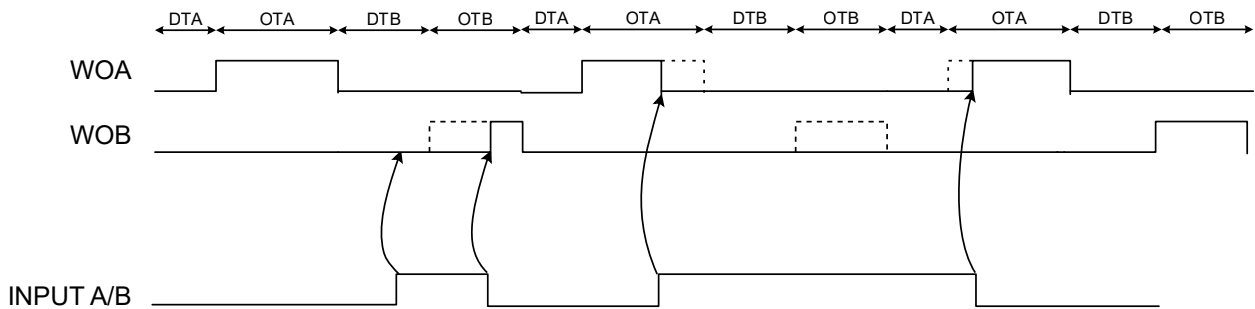 DTA OTA DTB OTB DTA OTA DTB OTB DTA OTA DTB OTB
WOA
WOB
INPUT A/B